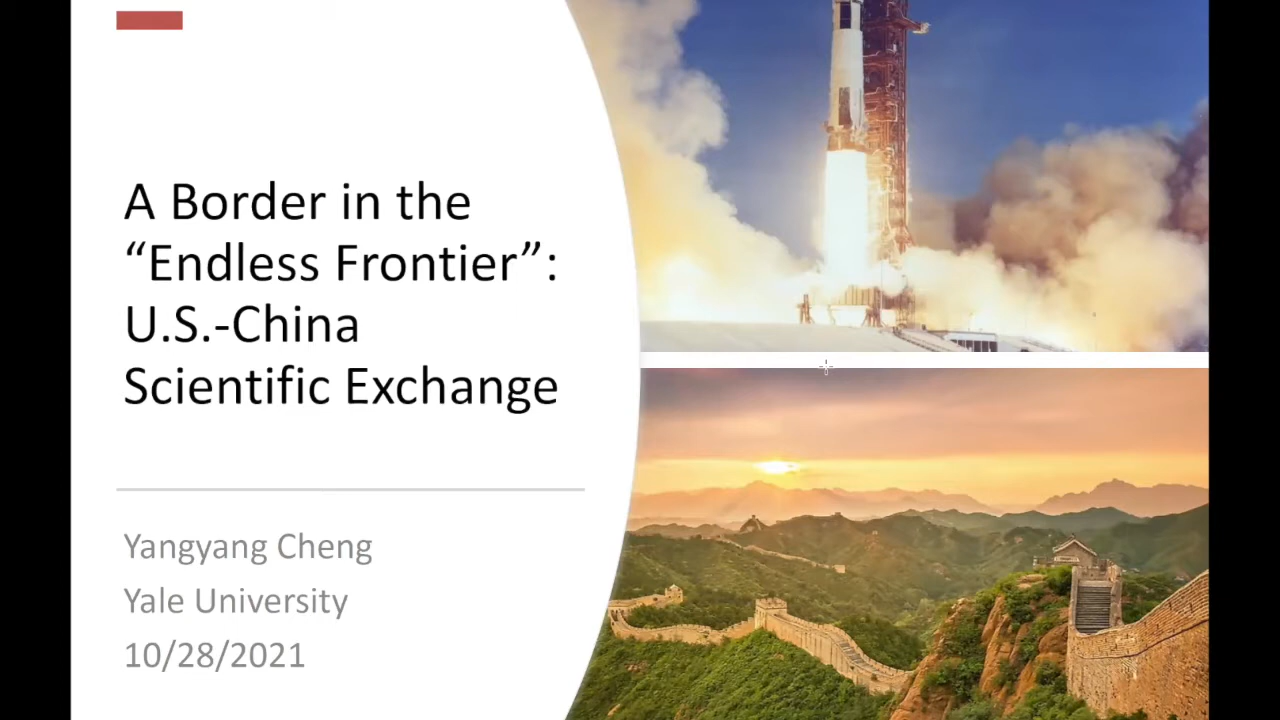 A Border in the
“Endless Frontier”:
U.S.-China
Scientific Exchange
Yangyang Cheng
Yale University
10/28/2021